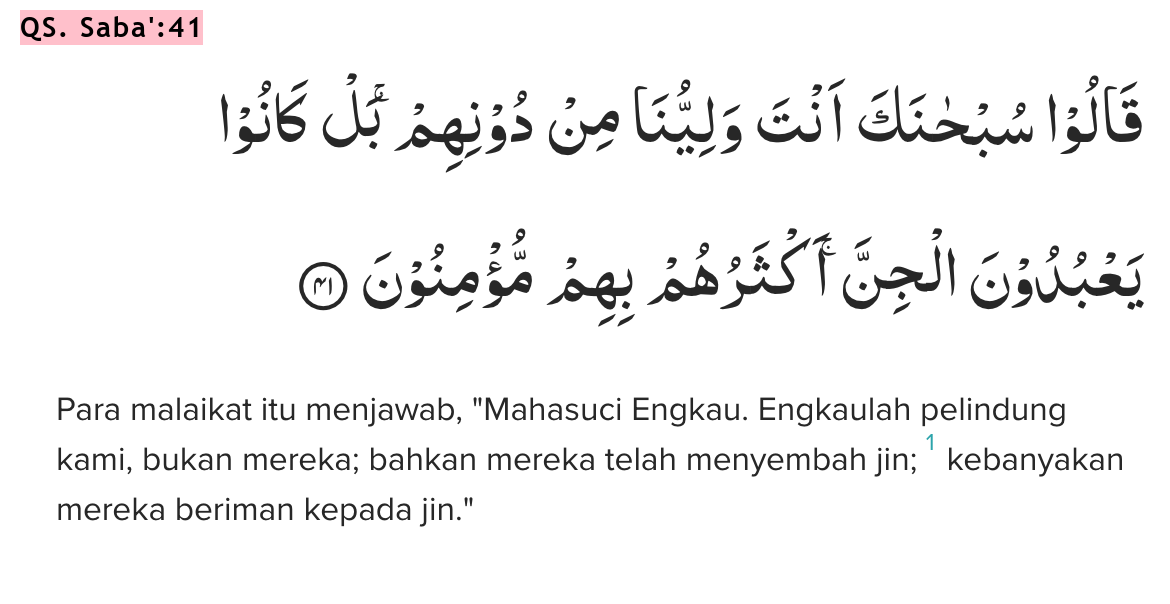 QS. Saba':41
قَالُوْا سُبْحٰنَكَ اَنْتَ وَلِيُّنَا مِنْ دُوْنِهِمْ ۚبَلْ كَانُوْا
يَعْبُدُوْنَ الْجِنَّ اَكْثَرُهُمْ ۚ بِهِمْ مُّؤْمِنُوْنَ ٤١
Para malaikat itu menjawab, "Mahasuci Engkau. Engkaulah pelindung
kami, bukan mereka; bahkan mereka telah menyembah jin; 1 kebanyakan
mereka beriman kepada jin."